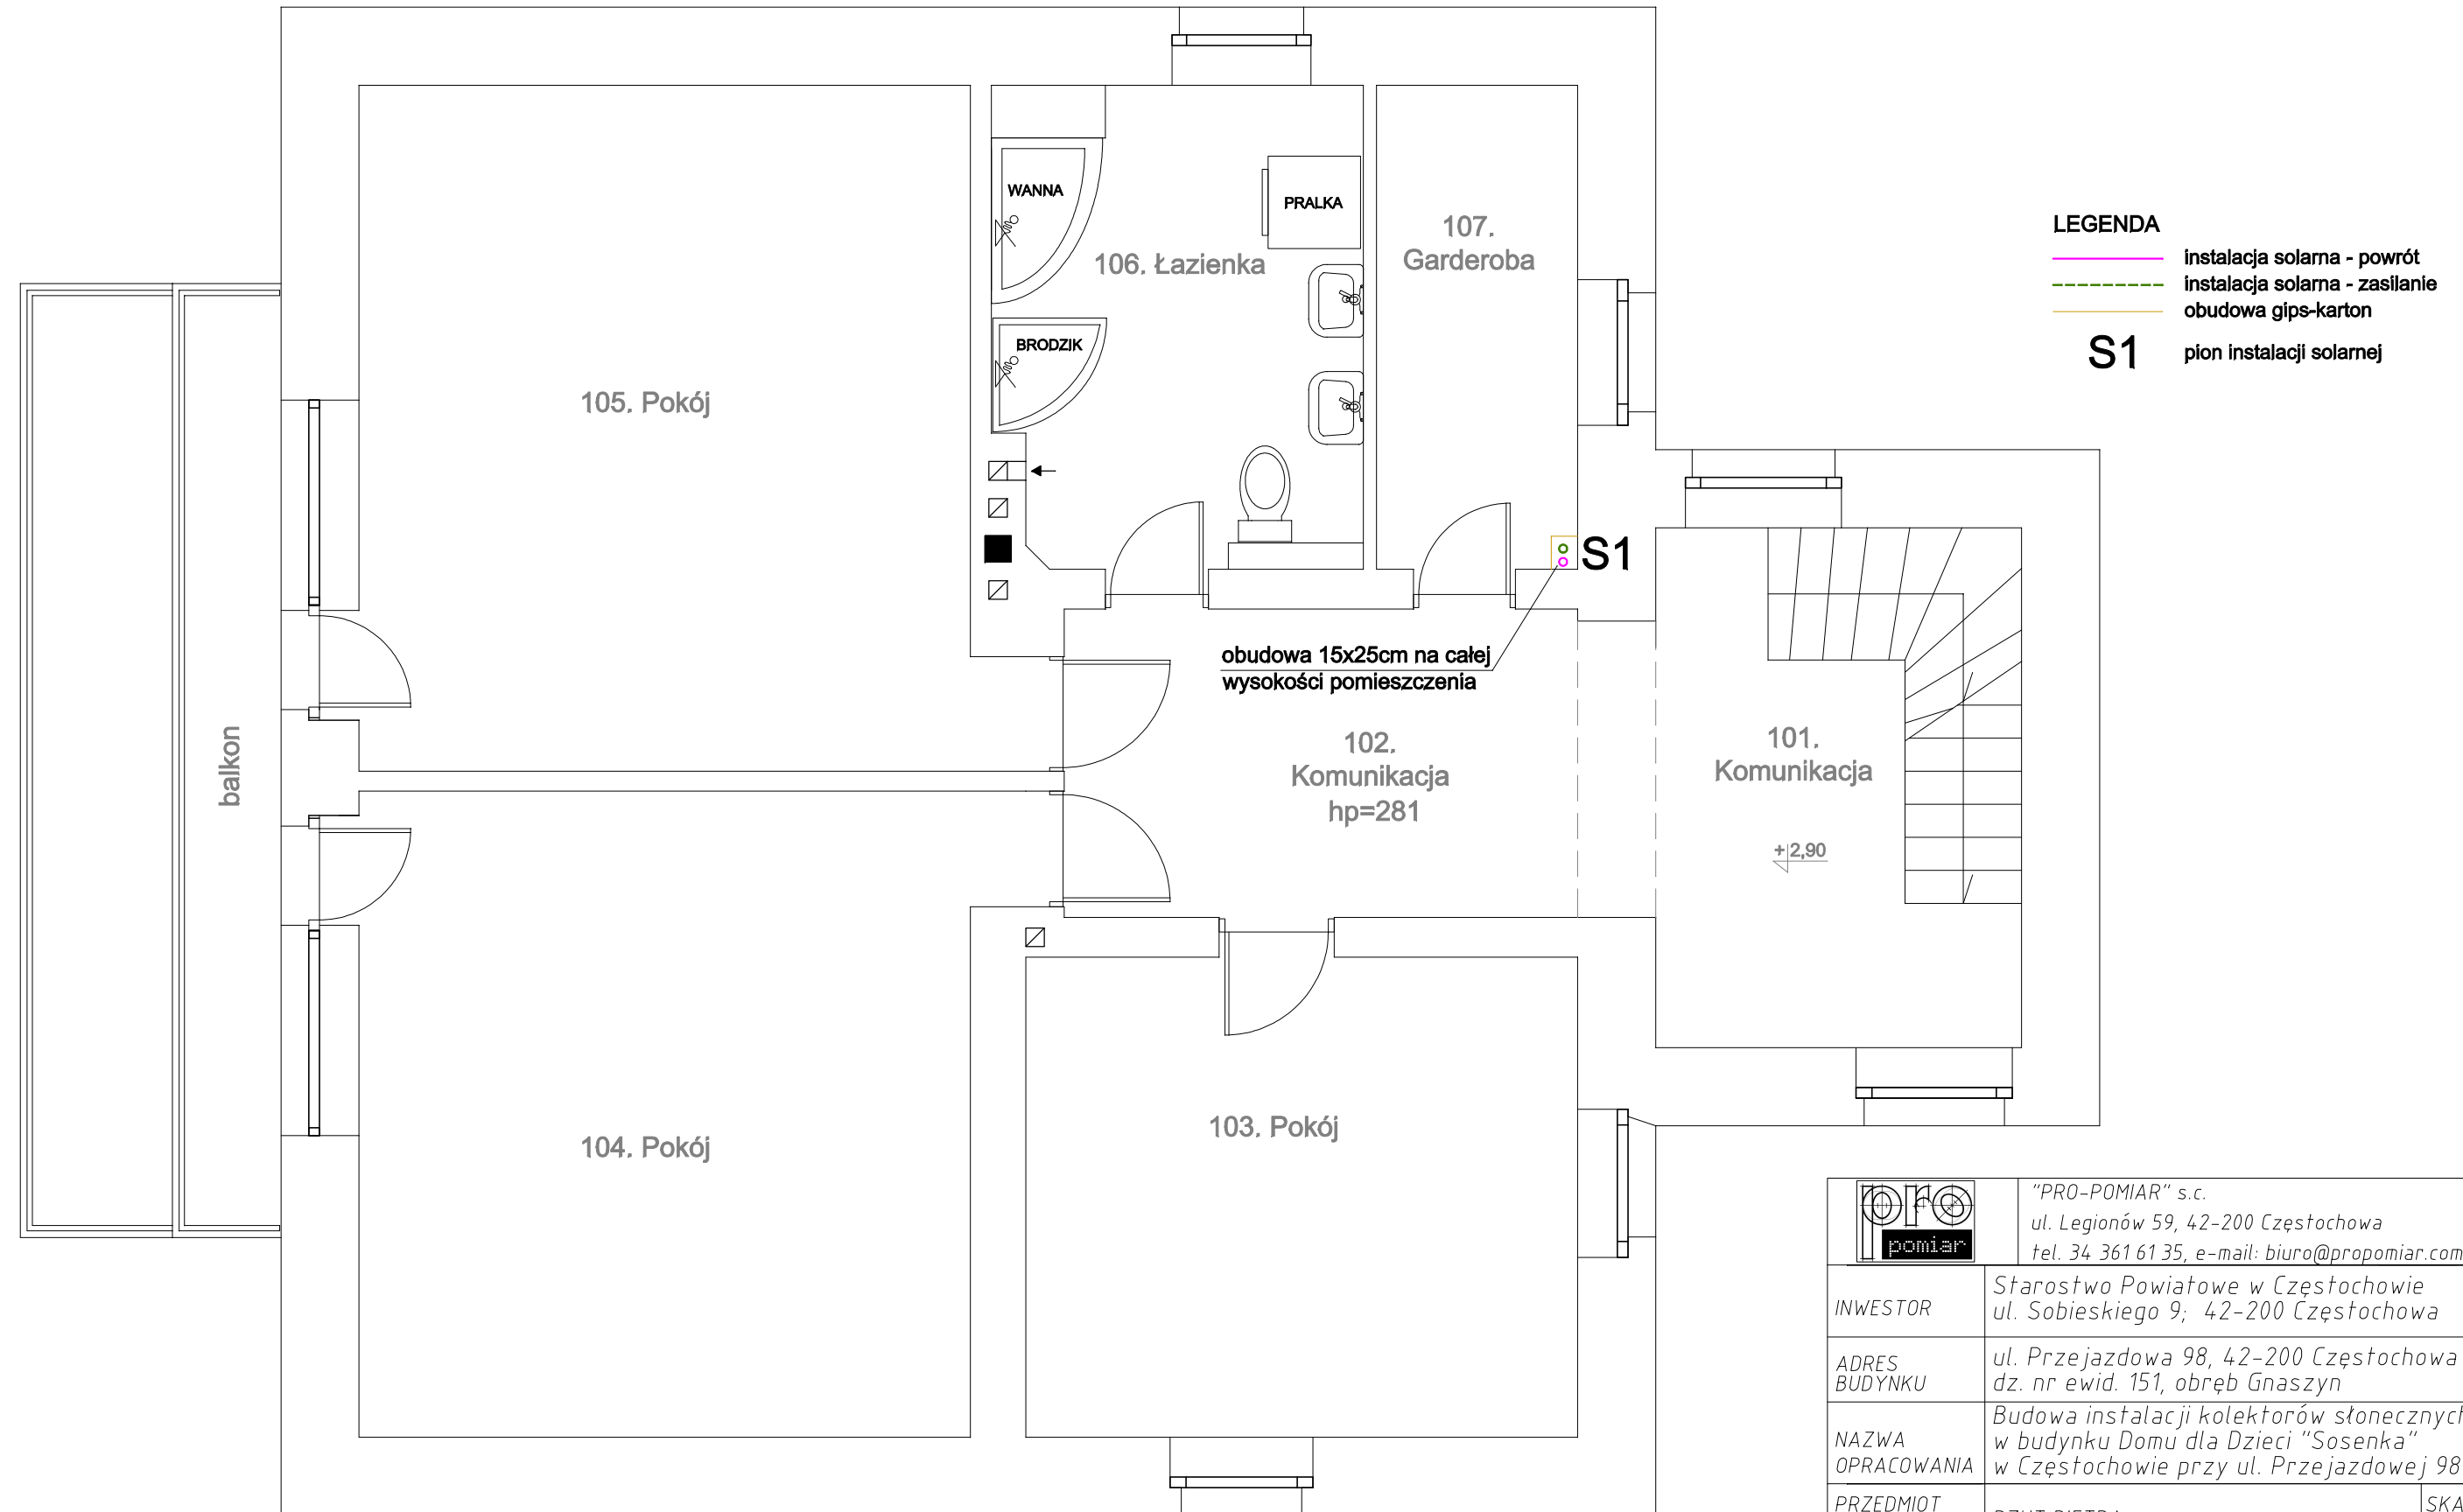 WANNA
PRALKA
106. Łazienka
BRODZIK
107.
Garderoba
105. Pokój
LEGENDA
instalacja solarna - powrót
instalacja solarna - zasilanie
obudowa gips-karton
S1 pion instalacji solarnej
S1
obudowa 15x25cm na całej
wysokości pomieszczenia
102.
Komunikacja
hp=281
101.
Komunikacja
+2,90
balkon
104. Pokój
103. Pokój
pro
pomiar
"PRO-POMIAR" s.c.
ul. Legionów 59, 42-200 Częstochowa
tel. 34 361 61 35, e-mail: biuro@propomiar.com
INWESTOR
Starostwo Powiatowe w Częstochowie
ul. Sobieskiego 9; 42-200 Częstochowa
ADRES
BUDYNKU
ul. Przejazdowa 98, 42-200 Częstochowa
dz. nr ewid. 151, obręb Gnaszyn
NAZWA
OPRACOWANIA
Budowa instalacji kolektorów słonecznych
w budynku Domu dla Dzieci "Sosenka"
w Częstochowie przy ul. Przejazdowej 98
PRZEDMIOT